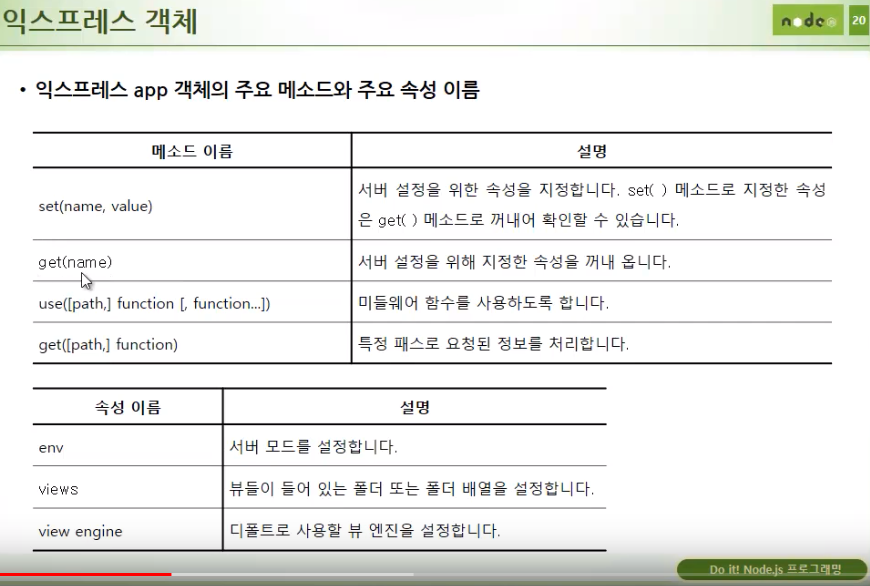 익스프레스 객체
node
20
• 익스프레스 app 객체의 주요 메소드와 주요 속성 이름
메소드 이름 설명
set(name, value) 서버 설정을 위한 속성을 지정합니다. set( ) 메소드로 지정한 속성
은 get( ) 메소드로 꺼내어 확인할 수 있습니다.
get(name) 서버 설정을 위해 지정한 속성을 꺼내 옵니다.
use([path,] function [, function...]) 미들웨어 함수를 사용하도록 합니다.
get([path,] function) 특정 패스로 요청된 정보를 처리합니다.
속성 이름 설명
env 서버 모드를 설정합니다.
views 뷰들이 들어 있는 폴더 또는 폴더 배열을 설정합니다.
view engine 디폴트로 사용할 뷰 엔진을 설정합니다.
Do it! Node.js 프로그래밍